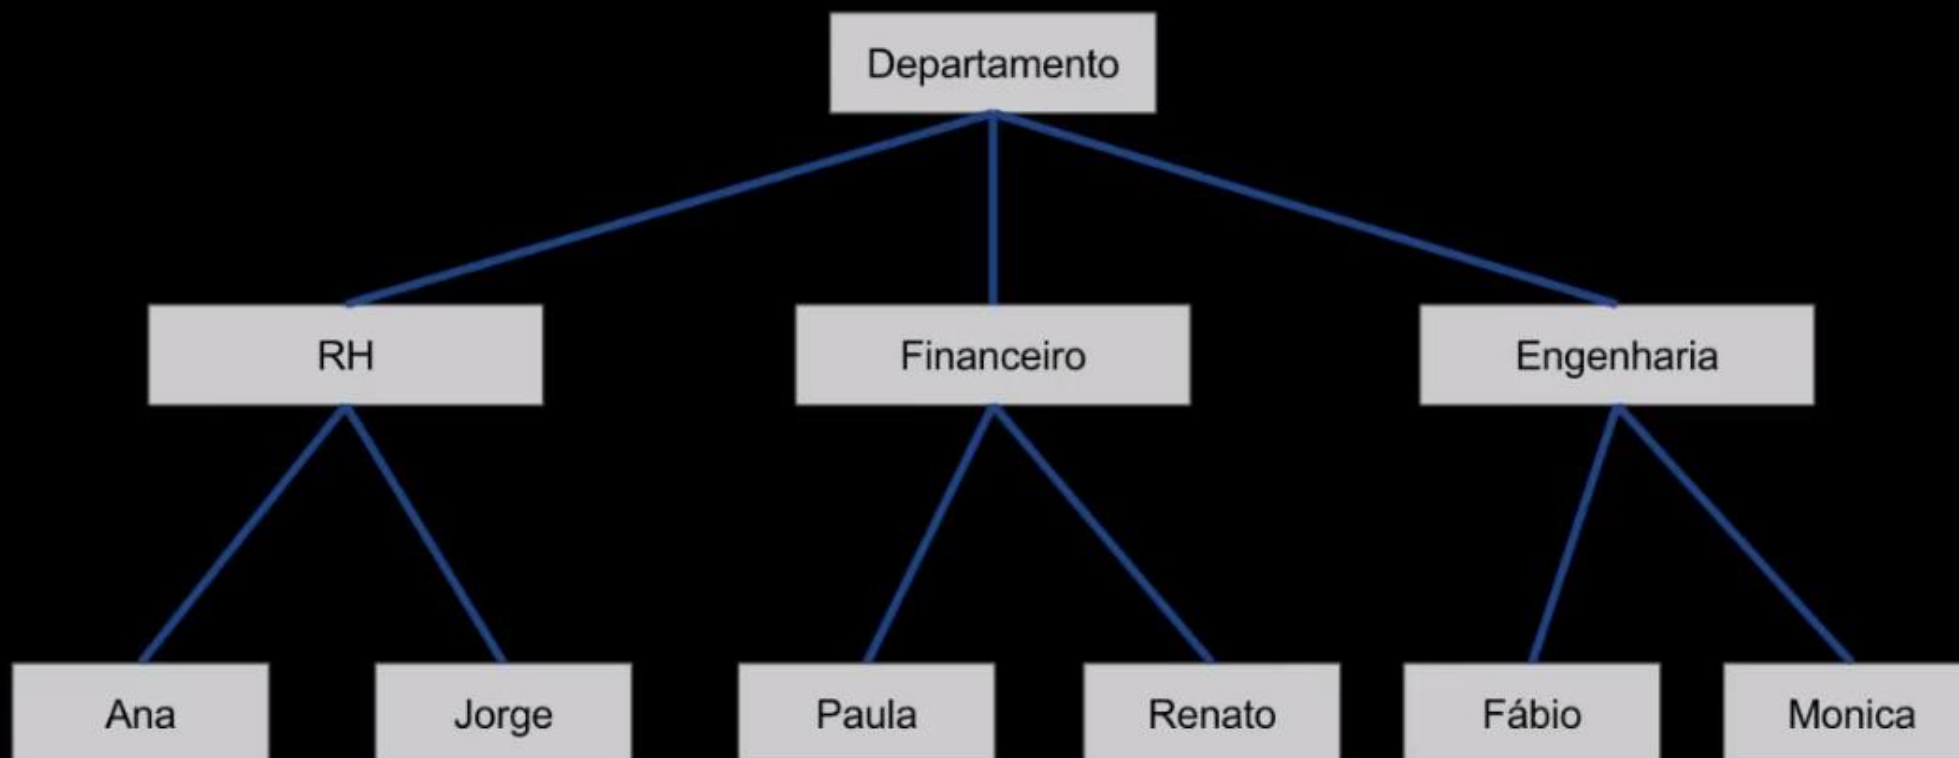 Departamento
RH
Financeiro
Engenharia
Ana
Jorge
Paula
Renato
Fábio
Monica